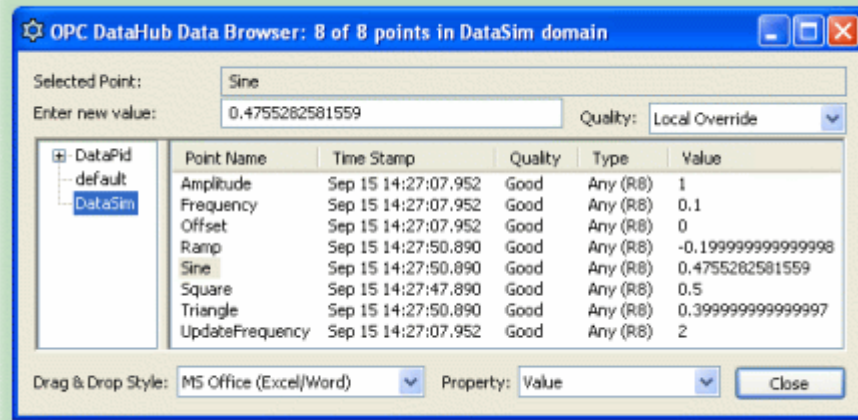 OPC DataHub Data Browser: 8 of 8 points in DataSim domain
Selected Point: Sine
Enter new value: 0.4755282581559 Quality: Local Override
DataPid
default
DataSim
Point Name Time Stamp Quality Type Value
Amplitude Sep 15 14:27:07.952 Good Any (R8) 1
Frequency Sep 15 14:27:07.952 Good Any (R8) 0.1
Offset Sep 15 14:27:07.952 Good Any (R8) 0
Ramp Sep 15 14:27:50.890 Good Any (R8) -0.199999999999998
Sine Sep 15 14:27:50.890 Good Any (R8) 0.4755282581559
Square Sep 15 14:27:47.890 Good Any (R8) 0.5
Triangle Sep 15 14:27:50.890 Good Any (R8) 0.399999999999997
UpdateFrequency Sep 15 14:27:07.952 Good Any (R8) 2
Drag & Drop Style: MS Office (Excel/Word) Property: Value Close